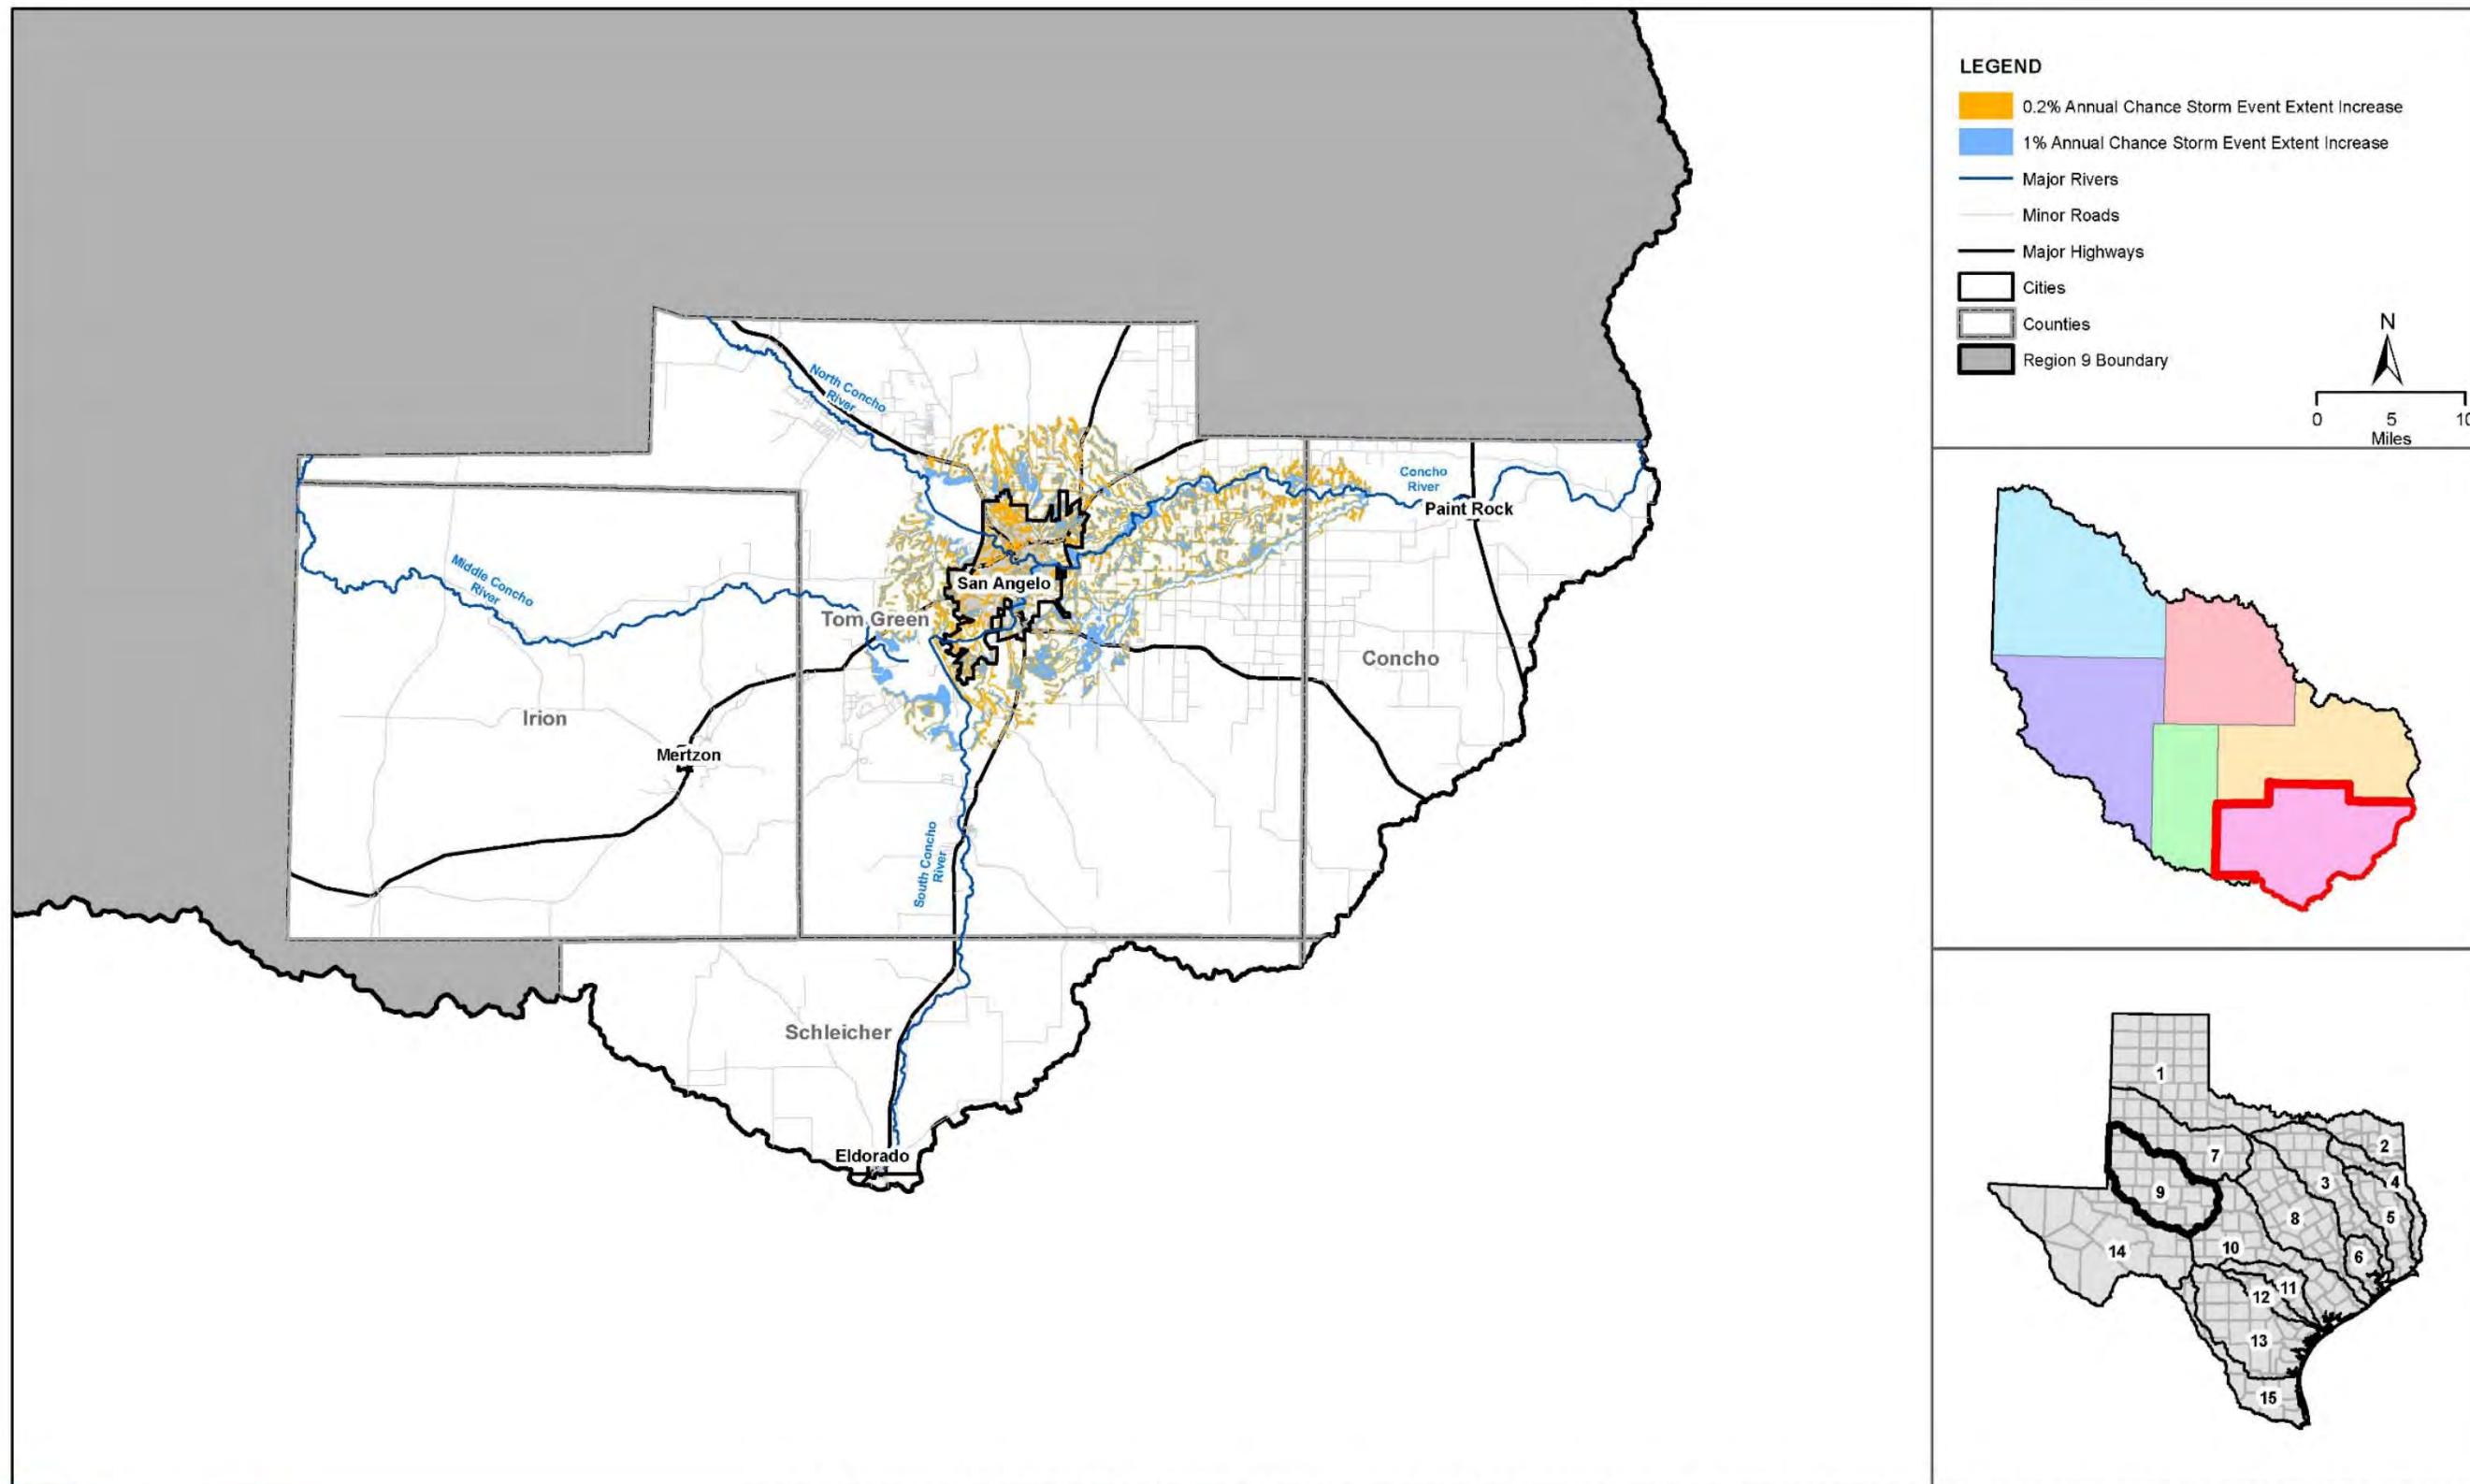 North Concho
River
Concho
River
Paint Rock
Middle Concho
River
San Angelo
Tom Green
Concho
Irion
Mertzon
South Concho
River
Schleicher
Eldorado
LEGEND
0.2% Annual Chance Storm Event Extent Increase
1% Annual Chance Storm Event Extent Increase
Major Rivers
Minor Roads
Major Highways
Cities
Counties
Region 9 Boundary
N
0 5 10
Miles
1
2
7
3
4
9
5
8
10
14
6
11
12
13
15